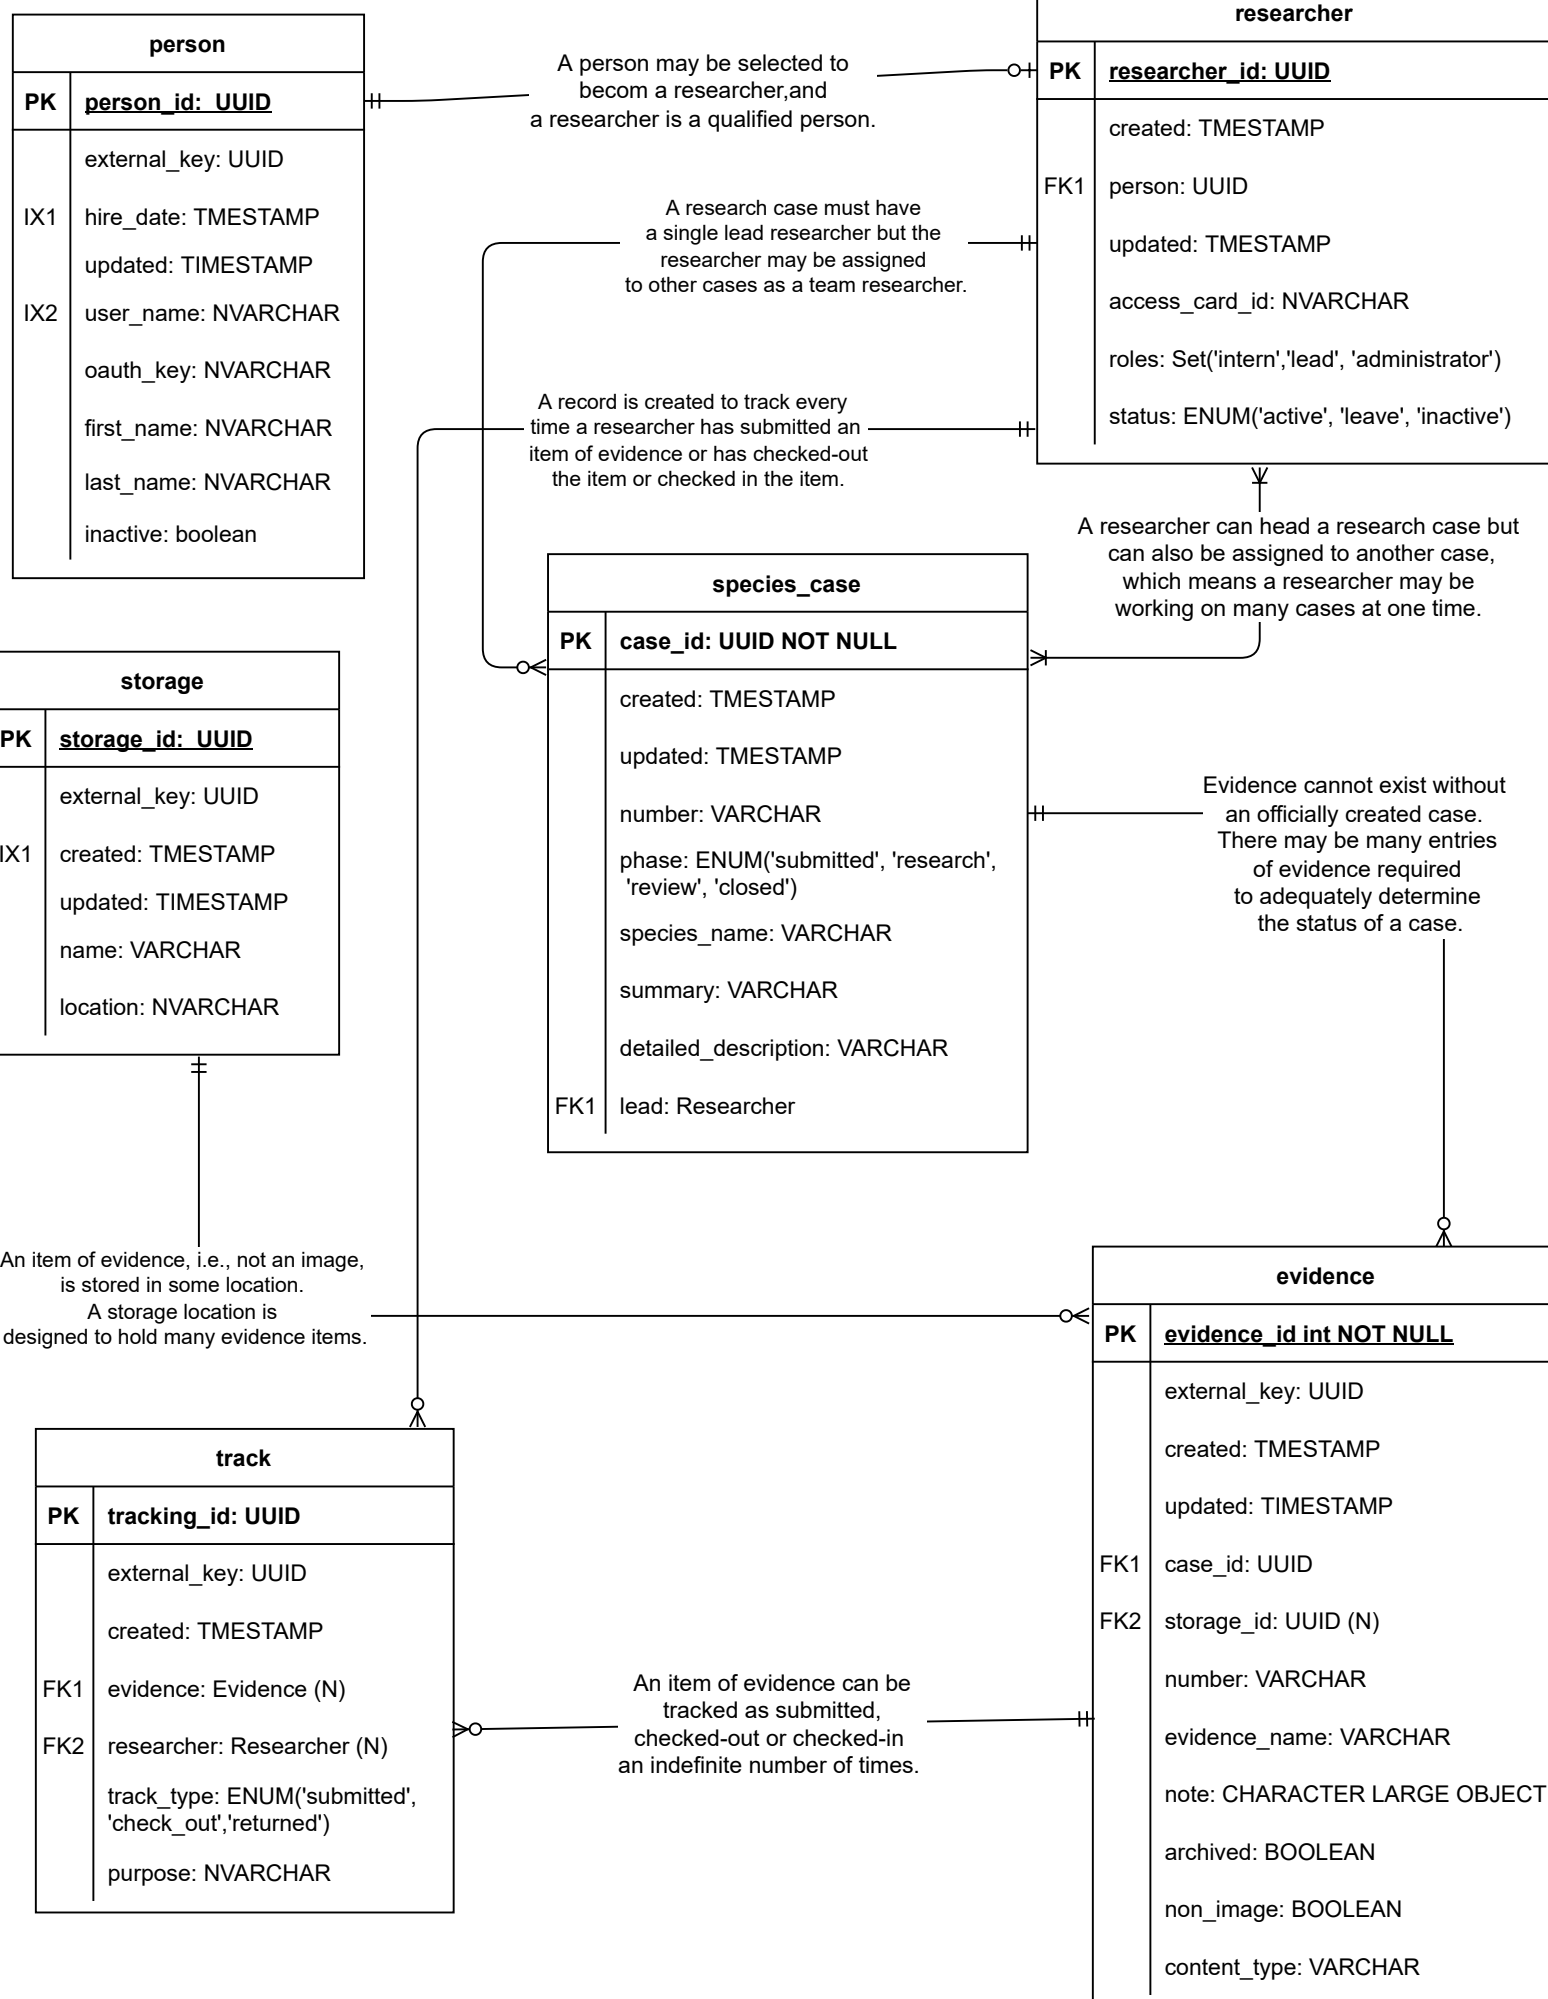 person
PK person_id: UUID
external_key: UUID
IX1 hire_date: TMESTAMP
updated: TIMESTAMP
IX2 user_name: NVARCHAR
oauth_key: NVARCHAR
first_name: NVARCHAR
last_name: NVARCHAR
inactive: boolean
A person may be selected to
becom a researcher,and
a researcher is a qualified person.
researcher
PK researcher_id: UUID
created: TMESTAMP
FK1 person: UUID
updated: TMESTAMP
access_card_id: NVARCHAR
roles: Set('intern','lead', 'administrator')
status: ENUM('active', 'leave', 'inactive')
A research case must have
a single lead researcher but the
researcher may be assigned
to other cases as a team researcher.
A record is created to track every
time a researcher has submitted an
item of evidence or has checked-out
the item or checked in the item.
A researcher can head a research case but
can also be assigned to another case,
which means a researcher may be
working on many cases at one time.
species_case
PK case_id: UUID NOT NULL
created: TMESTAMP
updated: TMESTAMP
number: VARCHAR
phase: ENUM('submitted', 'research',
'review', 'closed')
species_name: VARCHAR
summary: VARCHAR
detailed_description: VARCHAR
FK1 lead: Researcher
storage
PK storage_id: UUID
external_key: UUID
IX1 created: TMESTAMP
updated: TIMESTAMP
name: VARCHAR
location: NVARCHAR
Evidence cannot exist without
an officially created case.
There may be many entries
of evidence required
to adequately determine
the status of a case.
An item of evidence, i.e., not an image,
is stored in some location.
A storage location is
designed to hold many evidence items.
evidence
PK evidence_id int NOT NULL
external_key: UUID
created: TMESTAMP
updated: TIMESTAMP
FK1 case_id: UUID
FK2 storage_id: UUID (N)
number: VARCHAR
evidence_name: VARCHAR
note: CHARACTER LARGE OBJECT
archived: BOOLEAN
non_image: BOOLEAN
content_type: VARCHAR
track
PK tracking_id: UUID
external_key: UUID
created: TMESTAMP
FK1 evidence: Evidence (N)
FK2 researcher: Researcher (N)
track_type: ENUM('submitted',
'check_out','returned')
purpose: NVARCHAR
An item of evidence can be
tracked as submitted,
checked-out or checked-in
an indefinite number of times.